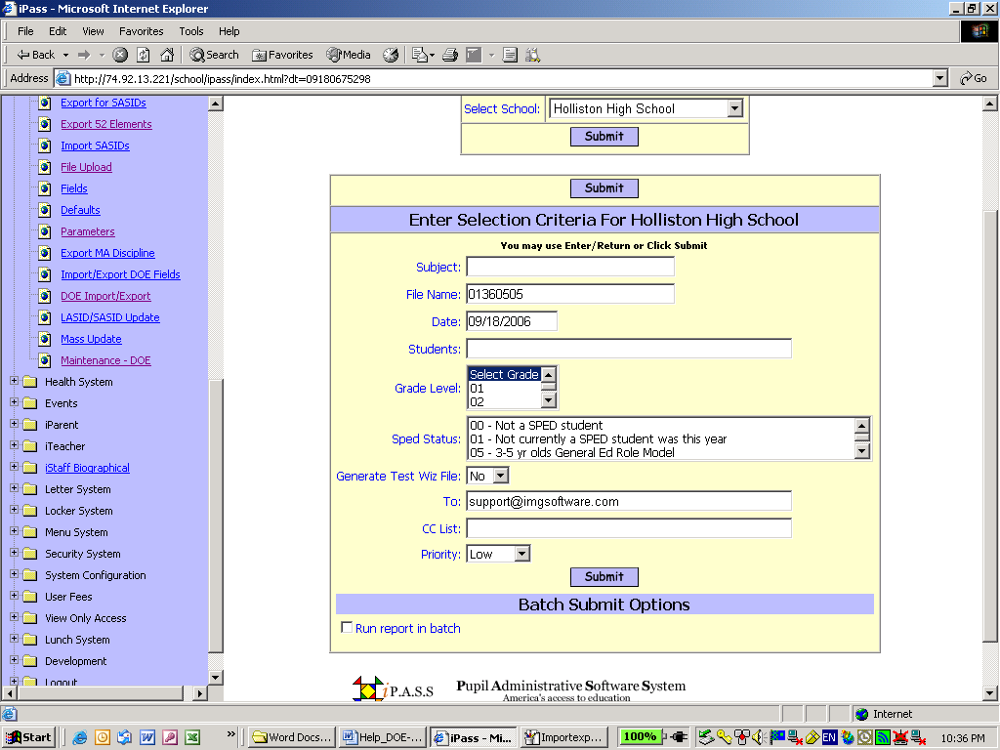 iPass - Microsoft Internet Explorer
File Edit View Favorites Tools Help
Back Search Favorites Media
Address http://74.92.13.221/school/ipass/index.html?dt=09180675298 Go
Export for SASIDs
Export 52 Elements
Import SASIDs
File Upload
Fields
Defaults
Parameters
Export MA Discipline
Import/Export DOE Fields
DOE Import/Export
LASID/SASID Update
Mass Update
Maintenance - DOE
Health System
Events
iParent
iTeacher
iStaff Biographical
Letter System
Locker System
Menu System
Security System
System Configuration
User Fees
View Only Access
Lunch System
Development
Logout
Select School: Holliston High School
Submit
Submit
Enter Selection Criteria For Holliston High School
You may use Enter/Return or Click Submit
Subject:
File Name: 01360505
Date: 09/18/2006
Students:
Grade Level: Select Grade
01
02
Sped Status: 00 - Not a SPED student
01 - Not currently a SPED student was this year
05 - 3-5 yr olds General Ed Role Model
Generate Test Wiz File: No
To: support@imgsoftware.com
CC List:
Priority: Low
Submit
Batch Submit Options
Run report in batch
iP.A.S.S Pupil Administrative Software System
America's access to education
Internet
Start » Word Docs... Help_DOE-... iPass - Mi... Importexp... 100% EN 10:36 PM